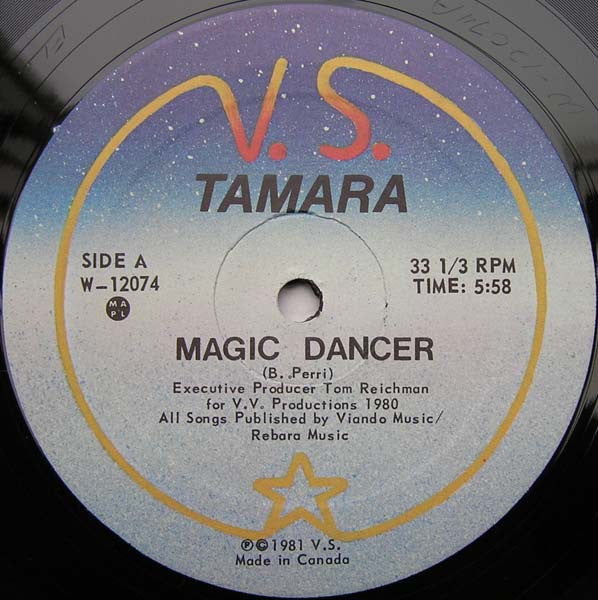 V. S.
TAMARA
SIDE A
W-12074
MA
PL
33 1/3 RPM
TIME: 5:58
MAGIC DANCER
(B. Perri)
Executive Producer Tom Reichman
for V.V. Productions 1980
All Songs Published by Viando Music/
Rebara Music
℗©1981 V.S.
Made in Canada